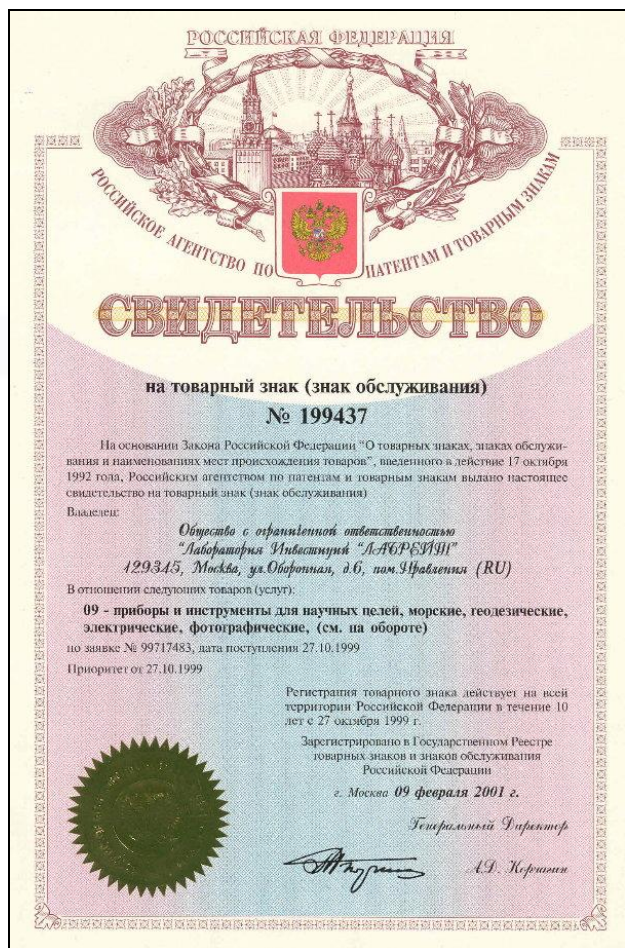 РОССИЙСКАЯ ФЕДЕРАЦИЯ
РОССИЙСКОЕ АГЕНТСТВО ПО ПАТЕНТАМ И ТОВАРНЫМ ЗНАКАМ
СВИДЕТЕЛЬСТВО
на товарный знак (знак обслуживания)
№ 199437
На основании Закона Российской Федерации "О товарных знаках, знаках обслужи-
вания и наименованиях мест происхождения товаров", введенного в действие 17 октября
1992 года, Российским агентством по патентам и товарным знакам выдано настоящее
свидетельство на товарный знак (знак обслуживания)
Владелец:
Общество с ограниченной ответственностью
"Лаборатория Инвестиций "ЛАБРЕЙТ"
129345, Москва, ул.Оборонная, д.6, пом.Правления (RU)
В отношении следующих товаров (услуг):
09 - приборы и инструменты для научных целей, морские, геодезические,
электрические, фотографические, (см. на обороте)
по заявке № 99717483, дата поступления 27.10.1999
Приоритет от 27.10.1999
Регистрация товарного знака действует на всей
территории Российской Федерации в течение 10
лет с 27 октября 1999 г.
Зарегистрировано в Государственном Реестре
товарных знаков и знаков обслуживания
Российской Федерации
г. Москва 09 февраля 2001 г.
Генеральный Директор
А.Д. Корчагин